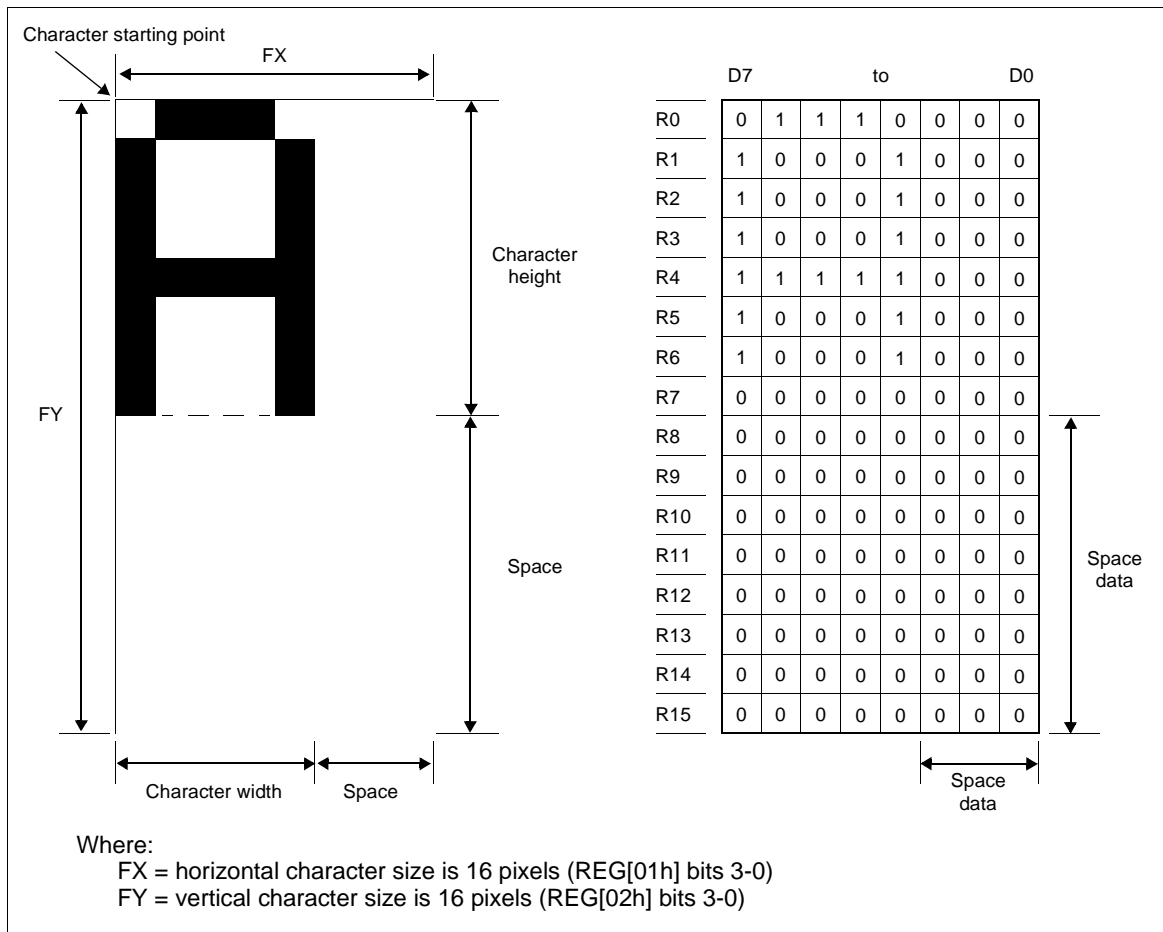 Character starting point
FX
D7 to D0
R0 0 1 1 1 0 0 0 0
R1 1 0 0 0 1 0 0 0
R2 1 0 0 0 1 0 0 0
R3 1 0 0 0 1 0 0 0
Character
height
R4 1 1 1 1 1 0 0 0
R5 1 0 0 0 1 0 0 0
R6 1 0 0 0 1 0 0 0
R7 0 0 0 0 0 0 0 0
FY
R8 0 0 0 0 0 0 0 0
R9 0 0 0 0 0 0 0 0
R10 0 0 0 0 0 0 0 0
R11 0 0 0 0 0 0 0 0
Space
Space
data
R12 0 0 0 0 0 0 0 0
R13 0 0 0 0 0 0 0 0
R14 0 0 0 0 0 0 0 0
R15 0 0 0 0 0 0 0 0
Character width Space
Space
data
Where:
FX = horizontal character size is 16 pixels (REG[01h] bits 3-0)
FY = vertical character size is 16 pixels (REG[02h] bits 3-0)